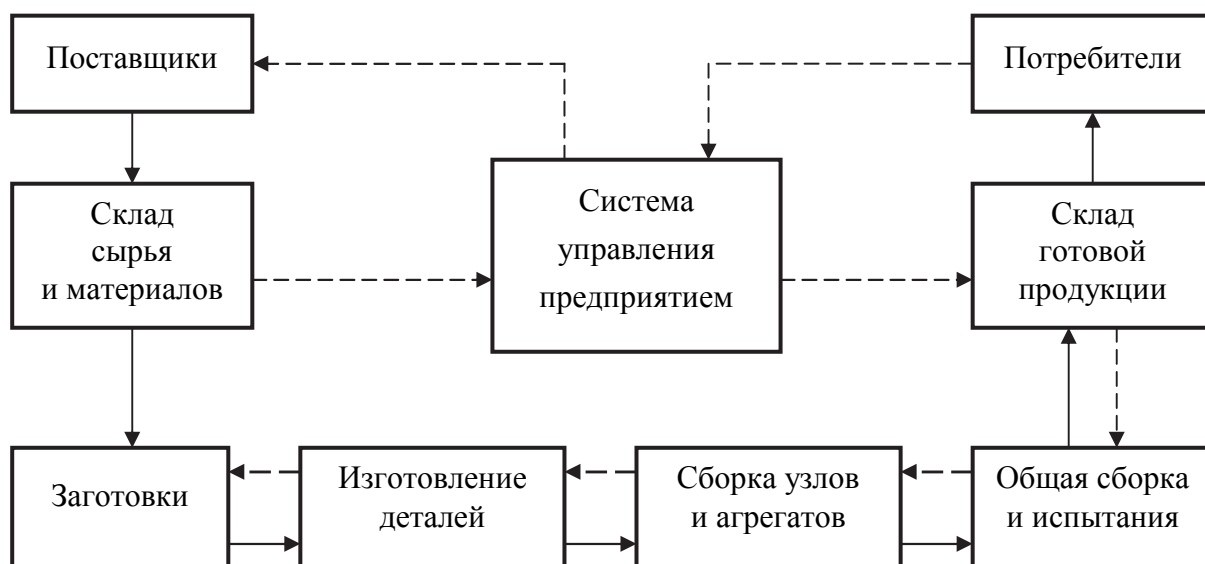 Поставщики
Потребители
Склад
сырья
и материалов
Система
управления
предприятием
Склад
готовой
продукции
Заготовки
Изготовление
деталей
Сборка узлов
и агрегатов
Общая сборка
и испытания